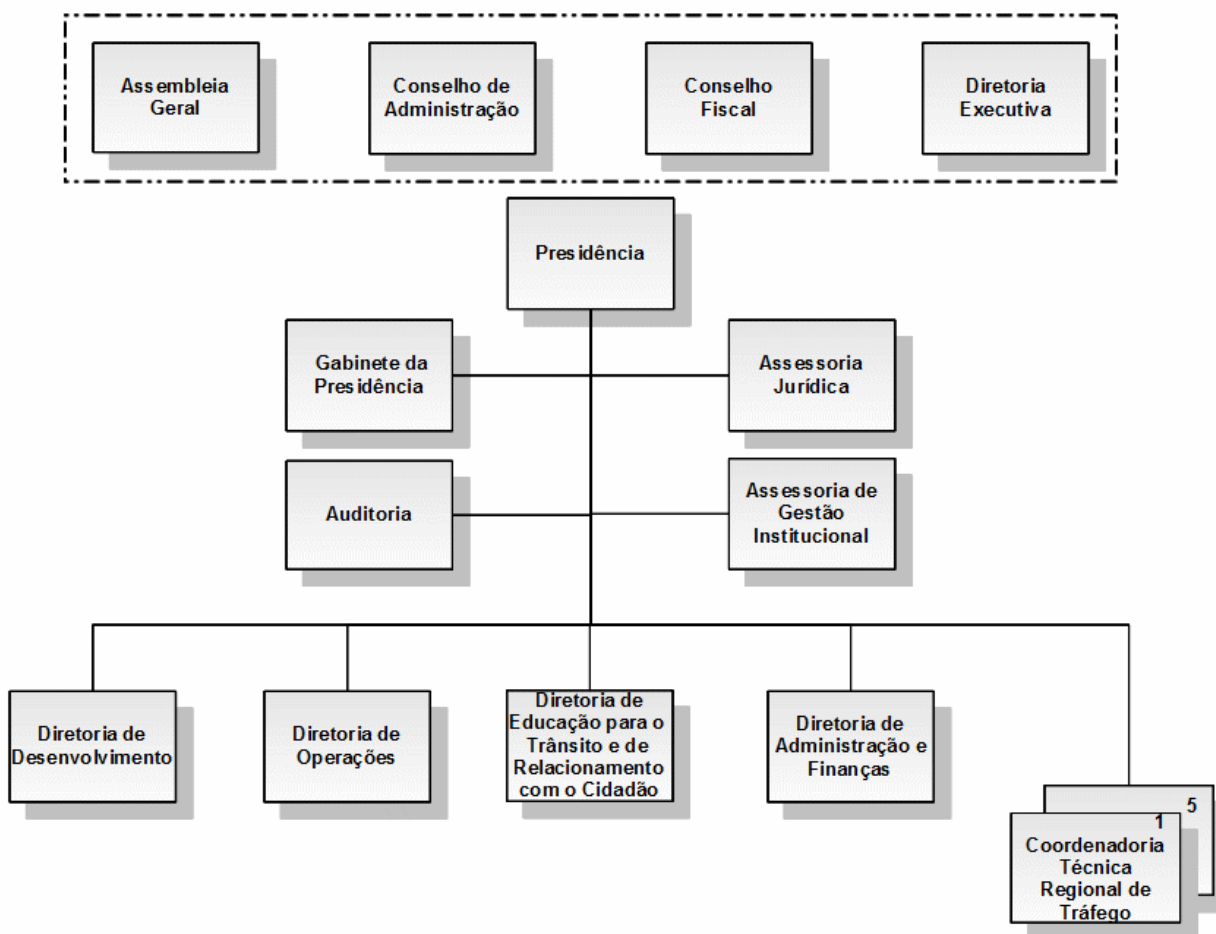 Assembleia
Geral
Conselho de
Administração
Conselho
Fiscal
Diretoria
Executiva
Presidência
Gabinete da
Presidência
Assessoria
Jurídica
Auditoria
Assessoria de
Gestão
Institucional
Diretoria de
Desenvolvimento
Diretoria de
Operações
Diretoria de
Educação para o
Trânsito e de
Relacionamento
com o Cidadão
Diretoria de
Administração e
Finanças
5
1
Coordenadoria
Técnica
Regional de
Tráfego